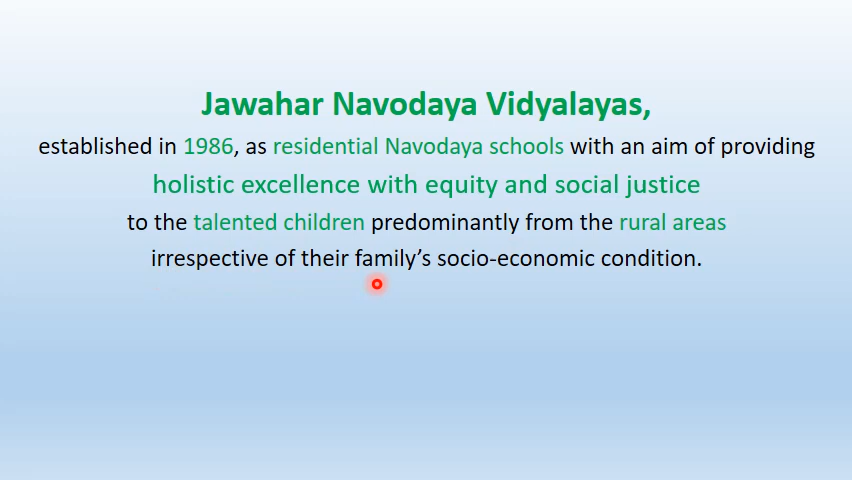 Jawahar Navodaya Vidyalayas,
established in 1986, as residential Navodaya schools with an aim of providing
holistic excellence with equity and social justice
to the talented children predominantly from the rural areas
irrespective of their family’s socio-economic condition.